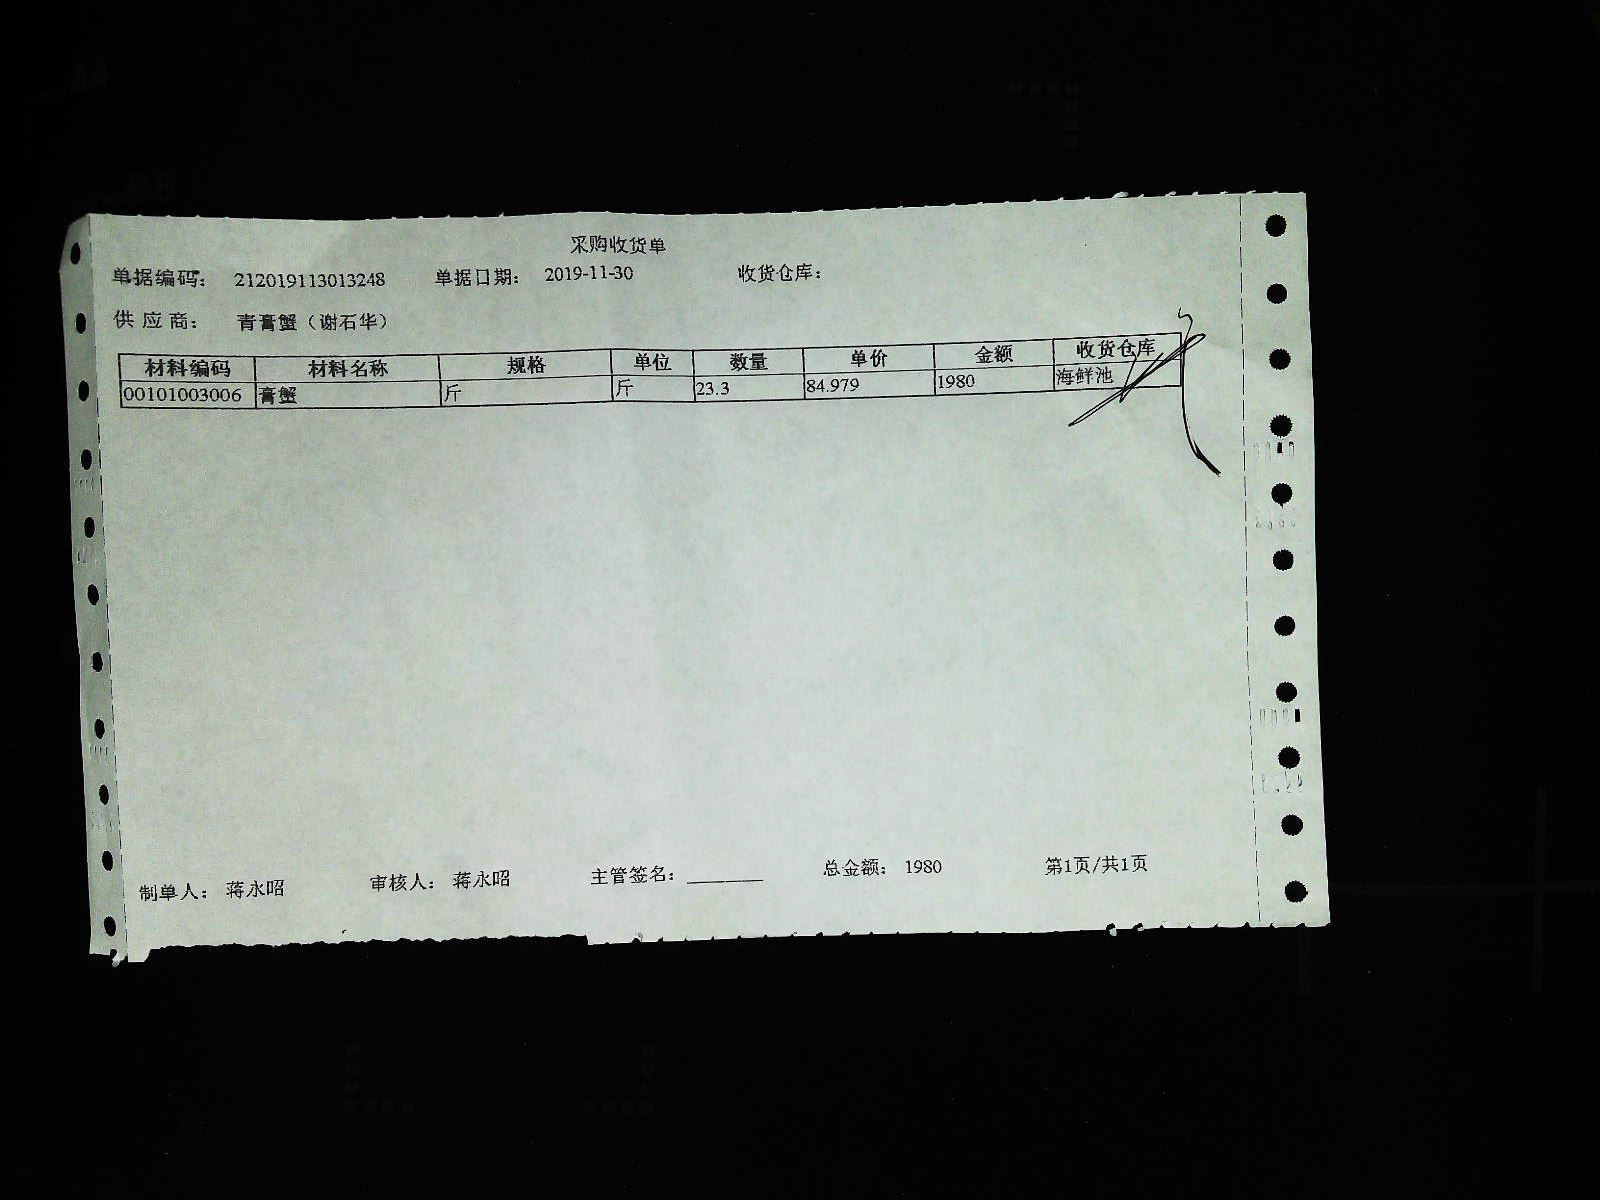 采购收货单
单据编码： 212019113013248 单据日期： 2019-11-30 收货仓库：
供 应 商： 青膏蟹（谢石华）
材料编码 材料名称 规格 单位 数量 单价 金额 收货仓库
00101003006 膏蟹 斤 斤 23.3 84.979 1980 海鲜池
制单人： 蒋永昭 审核人： 蒋永昭 主管签名： 总金额： 1980 第1页/共1页